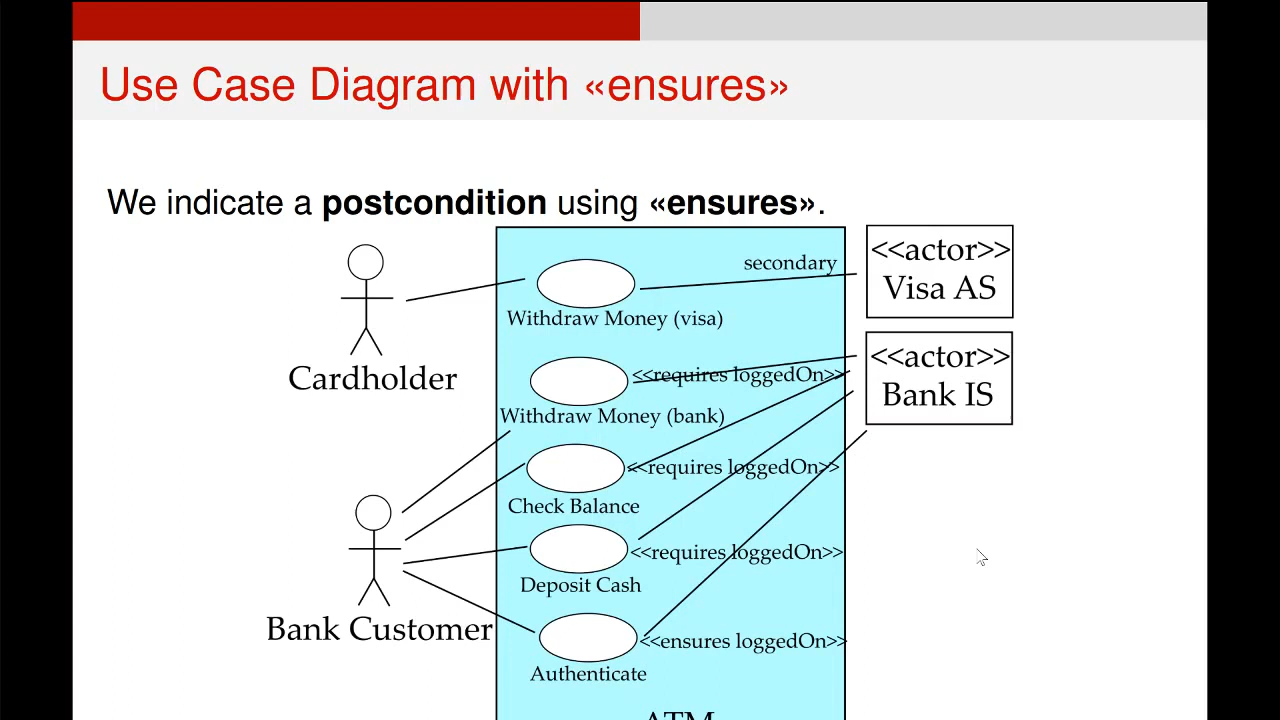 Use Case Diagram with «ensures»
We indicate a postcondition using «ensures».
secondary
<<actor>>
Visa AS
Withdraw Money (visa)
Cardholder
<<requires loggedOn>>
<<actor>>
Bank IS
Withdraw Money (bank)
<<requires loggedOn>>
Check Balance
<<requires loggedOn>>
Deposit Cash
Bank Customer
<<ensures loggedOn>>
Authenticate
ATM